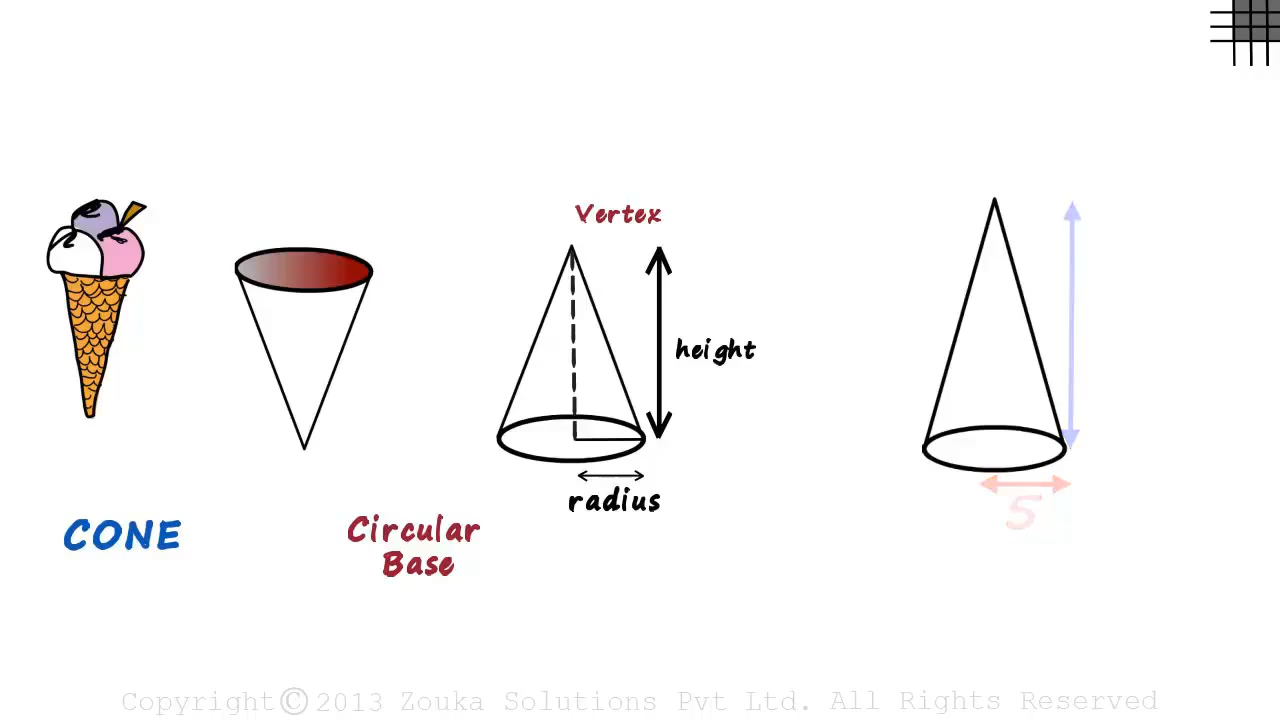 Vertex
height
5
radius
CONE
Circular
Base
Copyright©2013 Zouka Solutions Pvt Ltd. All Rights Reserved